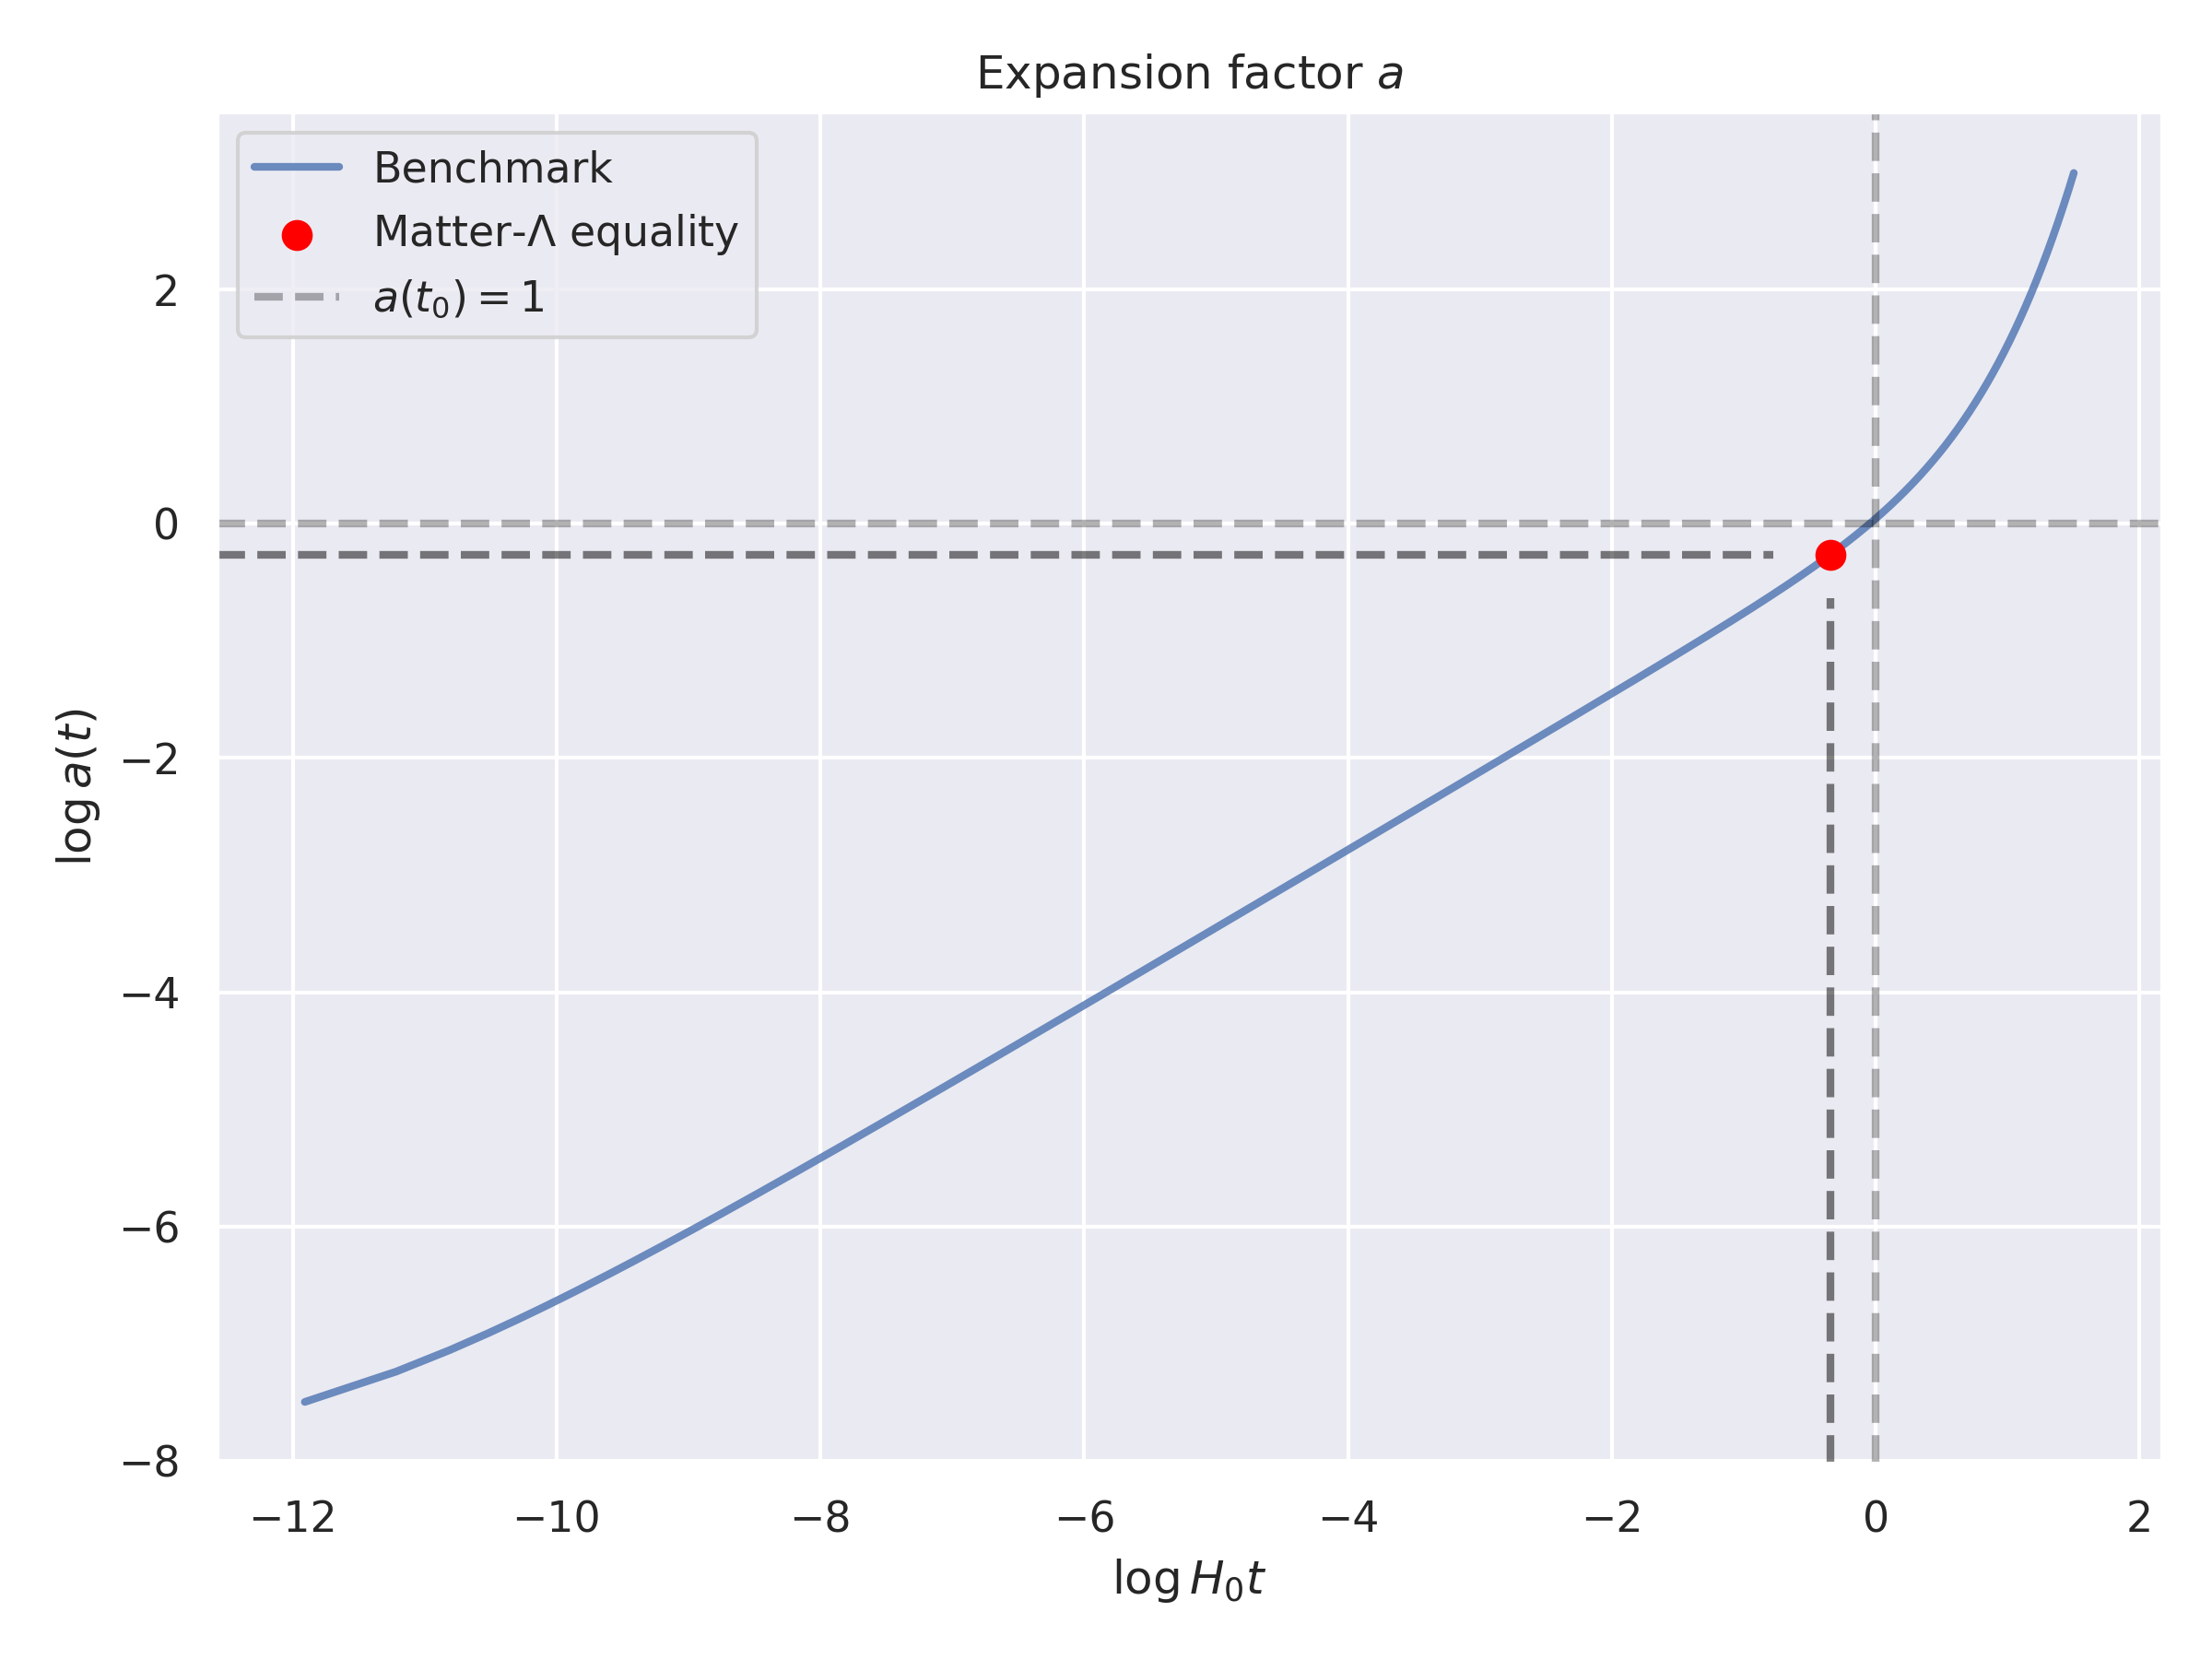 Expansion factor a
Benchmark
Matter-Λ equality
a(t₀) = 1
log a(t)
2
0
−2
−4
−6
−8
−12 −10 −8 −6 −4 −2 0 2
log H₀t